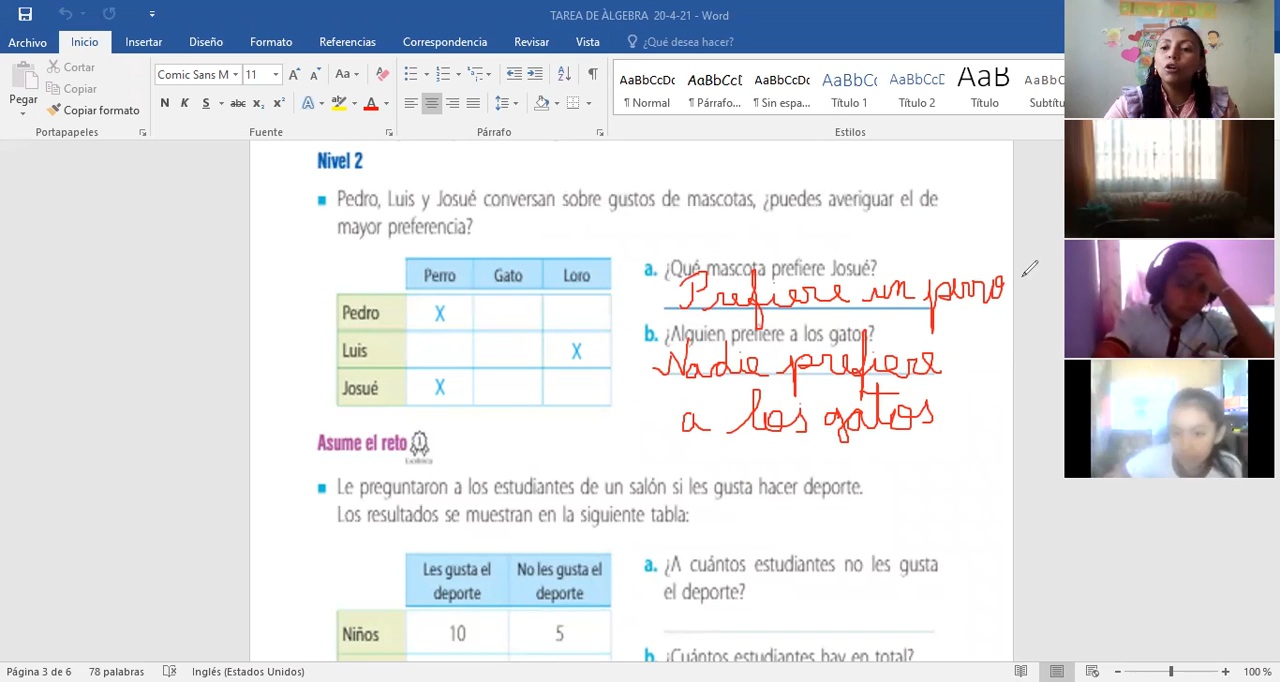 TAREA DE ÀLGEBRA 20-4-21 - Word
Archivo Inicio Insertar Diseño Formato Referencias Correspondencia Revisar Vista ¿Qué desea hacer?
Cortar
Copiar
Copiar formato
Pegar
Portapapeles
Comic Sans M 11
N K S abc x₂ x²
Fuente
Párrafo
AaBbCcDc AaBbCcD AaBbCcDc AaBbC AaBbCcD AaB AaBbCcD
¶ Normal ¶ Párrafo... ¶ Sin espa... Título 1 Título 2 Título Subtítu
Estilos
Nivel 2
Pedro, Luis y Josué conversan sobre gustos de mascotas, ¿puedes averiguar el de
mayor preferencia?
Perro Gato Loro
Pedro X
Luis X
Josué X
a. ¿Qué mascota prefiere Josué?
Prefiere un perro
b. ¿Alguien prefiere a los gatos?
Nadie prefiere
a los gatos
Asume el reto
Le preguntaron a los estudiantes de un salón si les gusta hacer deporte.
Los resultados se muestran en la siguiente tabla:
Les gusta el deporte No les gusta el deporte
Niños 10 5
a. ¿A cuántos estudiantes no les gusta
el deporte?
b. ¿Cuántos estudiantes hay en total?
Página 3 de 6 78 palabras Inglés (Estados Unidos) 100 %